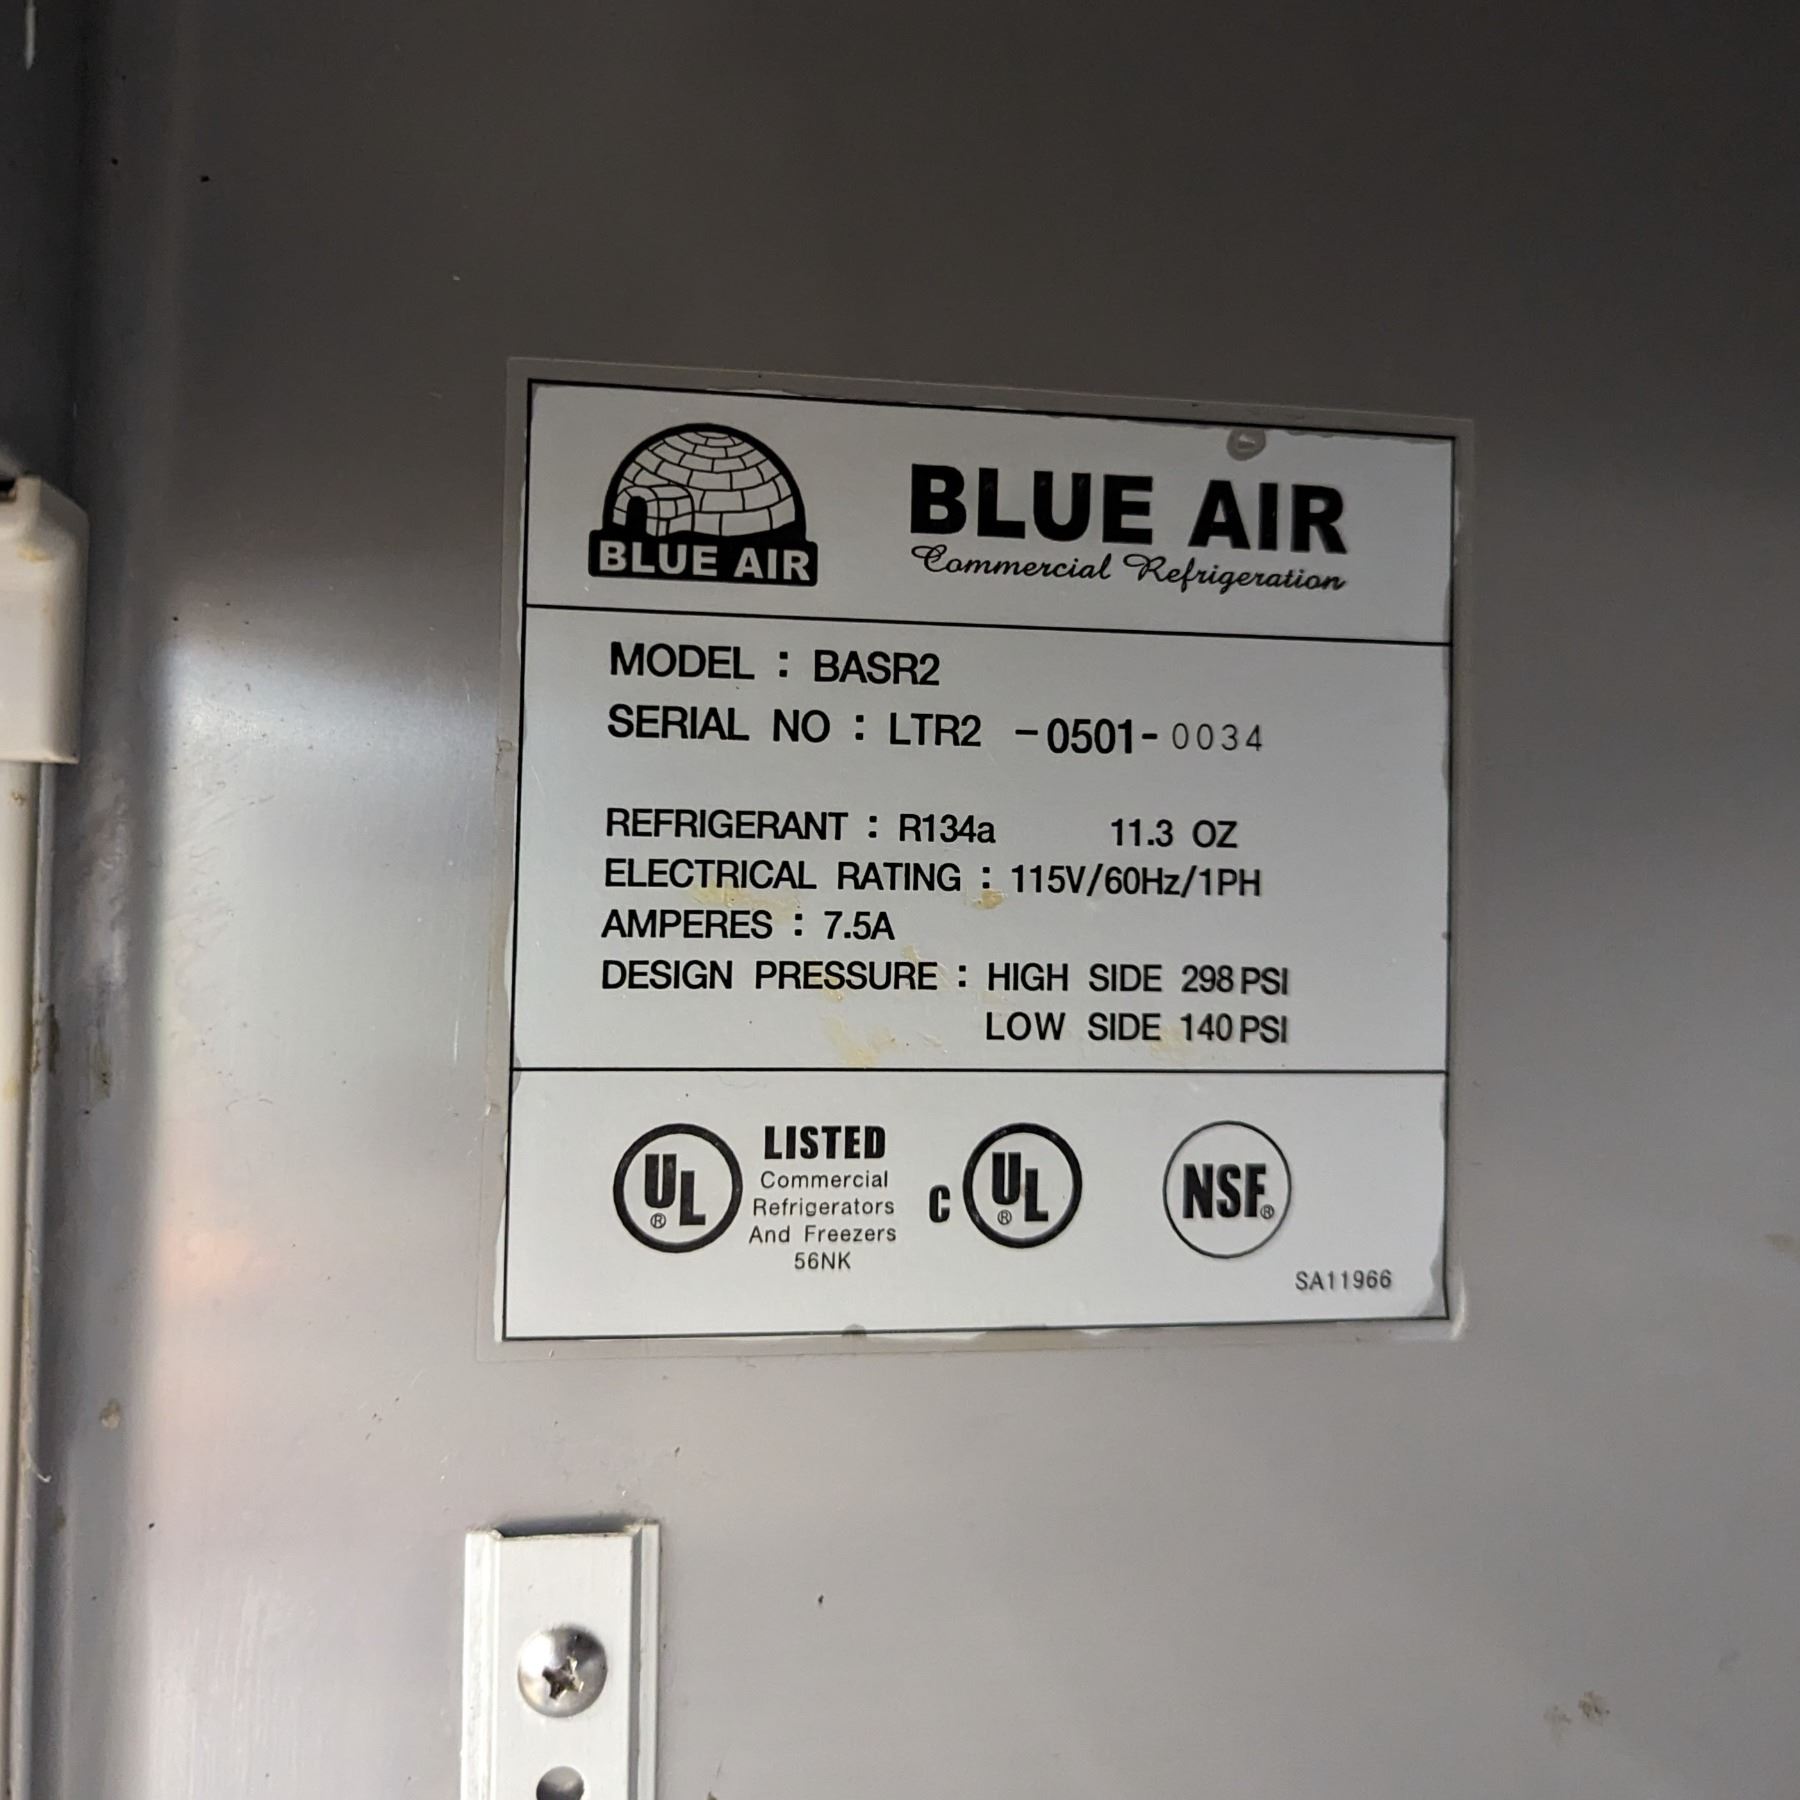 BLUE AIR
BLUE AIR
Commercial Refrigeration
MODEL : BASR2
SERIAL NO : LTR2 -0501- 0034
REFRIGERANT : R134a 11.3 OZ
ELECTRICAL RATING : 115V/60Hz/1PH
AMPERES : 7.5A
DESIGN PRESSURE : HIGH SIDE 298 PSI
LOW SIDE 140 PSI
UL ®
LISTED
Commercial
Refrigerators
And Freezers
56NK
C UL ®
NSF®
SA11966